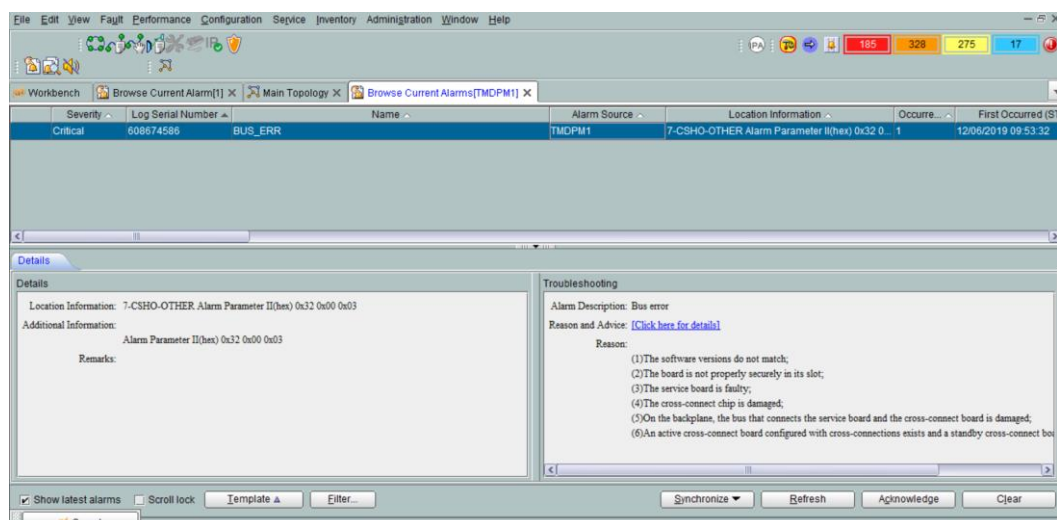 File Edit View Fault Performance Configuration Service Inventory Administration Window Help
IPA 185 328 275 17
Workbench Browse Current Alarm[1] X Main Topology X Browse Current Alarms[TMDPM1] X
Severity Log Serial Number Name Alarm Source Location Information Occurre... First Occurred (ST
Critical 608674586 BUS_ERR TMDPM1 7-CSHO-OTHER Alarm Parameter II(hex) 0x32 0... 1 12/06/2019 09:53:32
Details
Details Troubleshooting
Location Information: 7-CSHO-OTHER Alarm Parameter II(hex) 0x32 0x00 0x03
Additional Information:
Alarm Parameter II(hex) 0x32 0x00 0x03
Remarks:
Alarm Description: Bus error
Reason and Advice: [Click here for details]
Reason:
(1)The software versions do not match;
(2)The board is not properly securely in its slot;
(3)The service board is faulty;
(4)The cross-connect chip is damaged;
(5)On the backplane, the bus that connects the service board and the cross-connect board is damaged;
(6)An active cross-connect board configured with cross-connections exists and a standby cross-connect boa
Show latest alarms Scroll lock Template Filter... Synchronize Refresh Acknowledge Clear